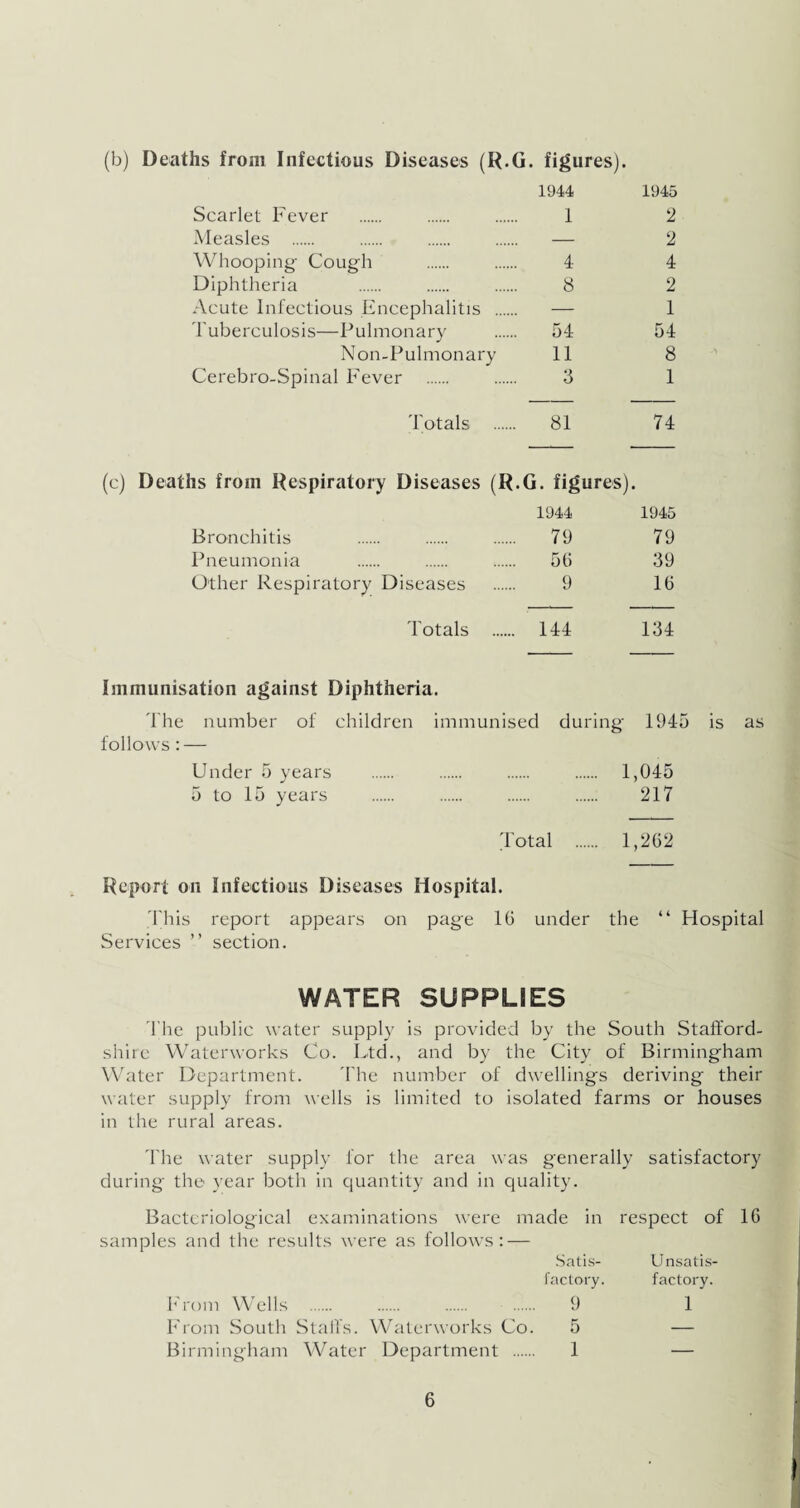 (b) Deaths from Infectious Diseases (R.G. figures).
1944 1945
Scarlet Fever ...... ...... ...... 1 2
Measles ...... ...... ...... ...... — 2
Whooping Cough ...... ...... 4 4
Diphtheria ...... ...... ...... 8 2
Acute Infectious Encephalitis ...... — 1
Tuberculosis—Pulmonary ...... 54 54
Non-Pulmonary 11 8
Cerebro-Spinal Fever ...... ...... 3 1
Totals ...... 81 74
(c) Deaths from Respiratory Diseases (R.G. figures).
1944 1945
Bronchitis ...... ...... ...... 79 79
Pneumonia ...... ...... ...... 56 39
Other Respiratory Diseases ...... 9 16
Totals ...... 144 134
Immunisation against Diphtheria.
The number of children immunised during 1945 is as
follows :—
Under 5 years ...... ...... ...... ...... 1,045
5 to 15 years ...... ...... ...... ...... 217
Total ...... 1,262
Report on Infectious Diseases Hospital.
This report appears on page 16 under the “ Hospital
Services ” section.
WATER SUPPLIES
The public water supply is provided by the South Stafford-
shire Waterworks Co. Ltd., and by the City of Birmingham
Water Department. The number of dwellings deriving their
water supply from wells is limited to isolated farms or houses
in the rural areas.
The water supply for the area was generally satisfactory
during the year both in quantity and in quality.
Bacteriological examinations were made in respect of 16
samples and the results were as follows :—
Satis- Unsatis-
factory. factory.
From Wells ...... ...... ...... ...... 9 1
From South Staffs. Waterworks Co. 5 —
Birmingham Water Department ...... 1 —
6